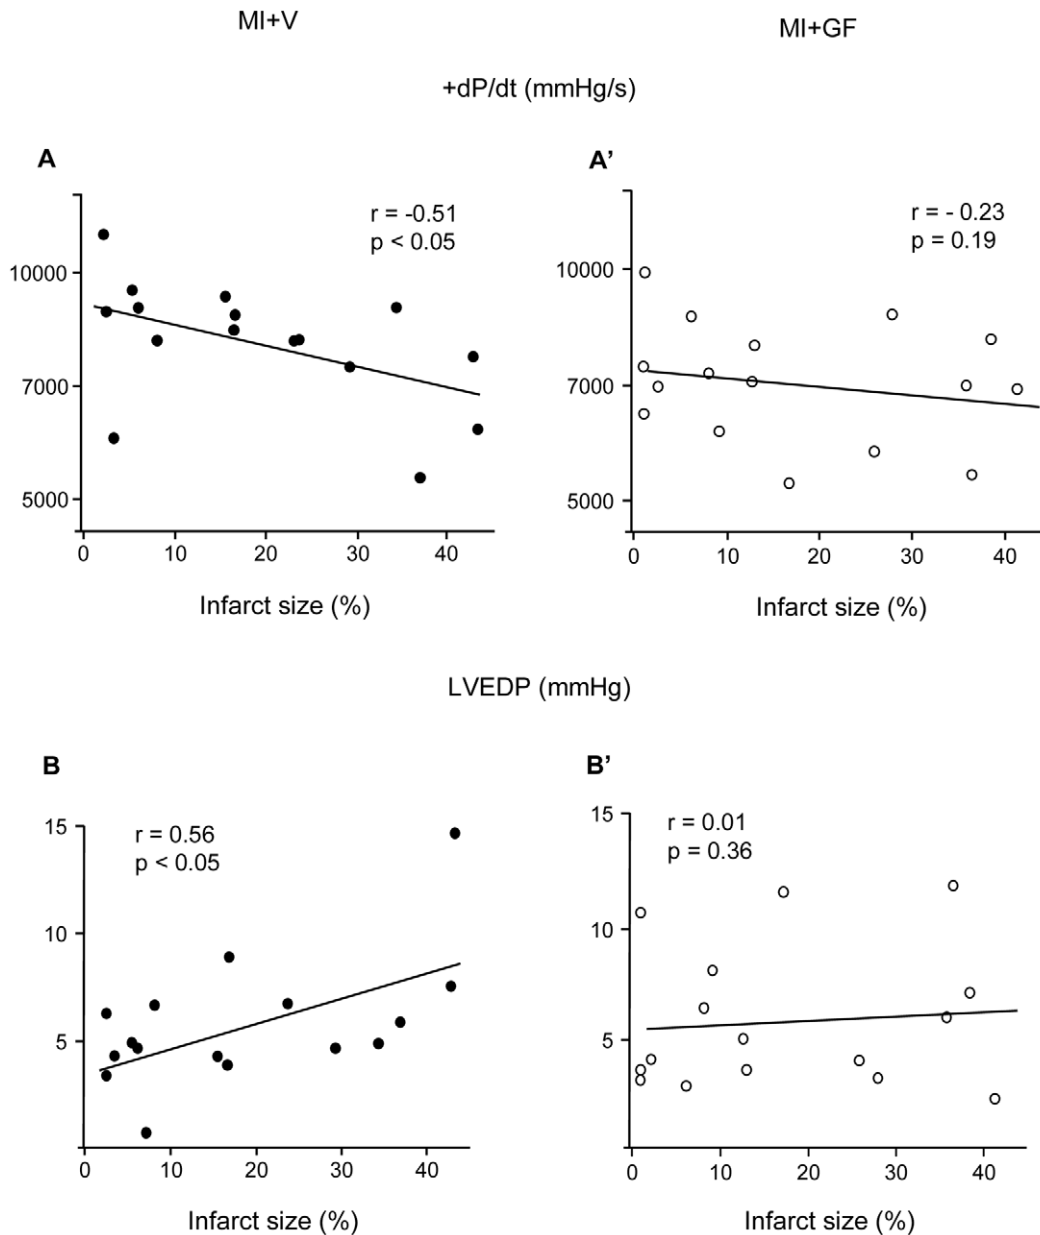 MI+V
MI+GF
+dP/dt (mmHg/s)
A
r = -0.51
p < 0.05
10000
7000
5000
0 10 20 30 40
Infarct size (%)
A’
r = - 0.23
p = 0.19
10000
7000
5000
0 10 20 30 40
Infarct size (%)
LVEDP (mmHg)
B
r = 0.56
p < 0.05
15
10
5
0 10 20 30 40
Infarct size (%)
B’
r = 0.01
p = 0.36
15
10
5
0 10 20 30 40
Infarct size (%)